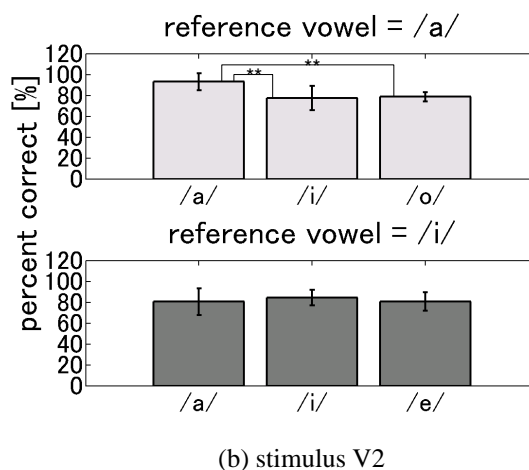 reference vowel = /a/
percent correct [%]
120
100
80
60
40
20
0
**
**
/a/ /i/ /o/
reference vowel = /i/
120
100
80
60
40
20
0
/a/ /i/ /e/
(b) stimulus V2